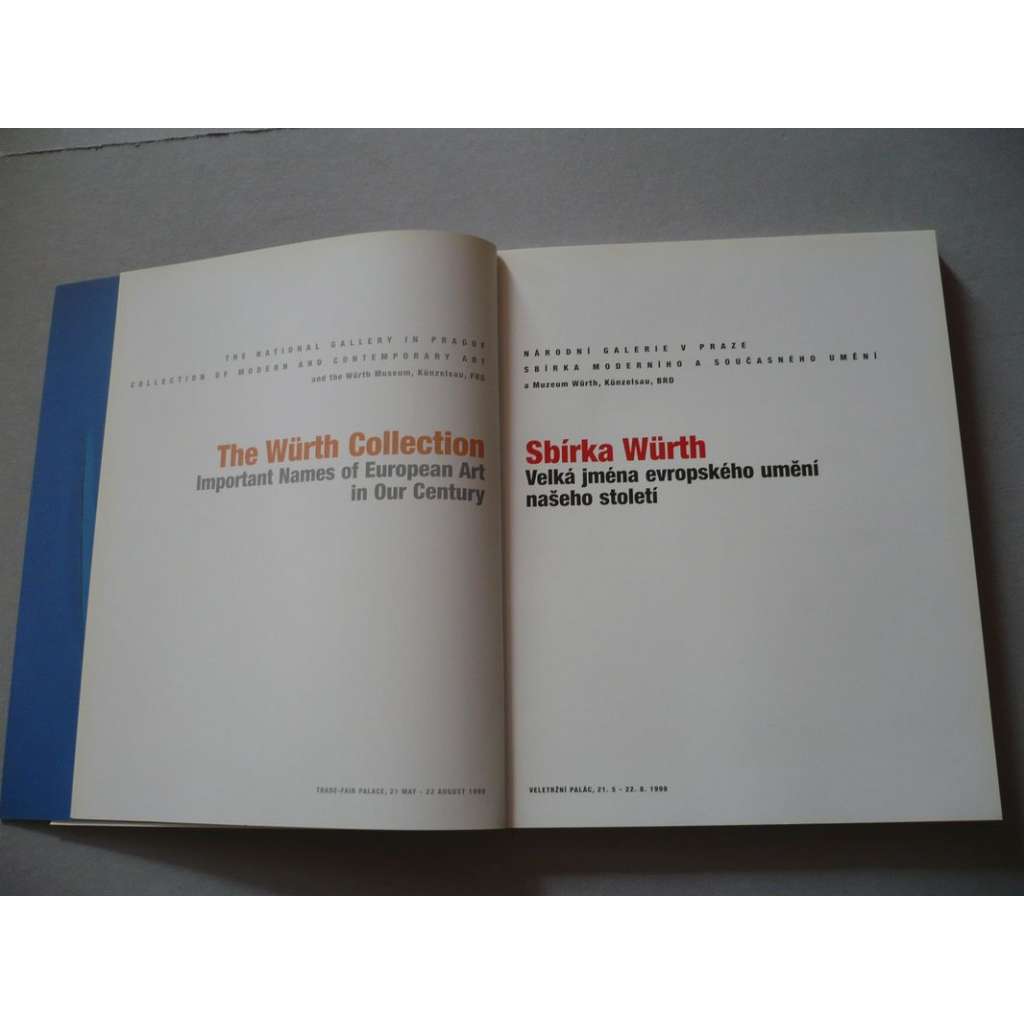 THE NATIONAL GALLERY IN PRAGUE
COLLECTION OF MODERN AND CONTEMPORARY ART
and the Würth Museum, Künzelsau, FRG
The Würth Collection
Important Names of European Art
in Our Century
TRADE-FAIR PALACE, 21 MAY – 22 AUGUST 1999
NÁRODNÍ GALERIE V PRAZE
SBÍRKA MODERNÍHO A SOUČASNÉHO UMĚNÍ
a Muzeum Würth, Künzelsau, BRD
Sbírka Würth
Velká jména evropského umění
našeho století
VELETRŽNÍ PALÁC, 21. 5 – 22. 8. 1999